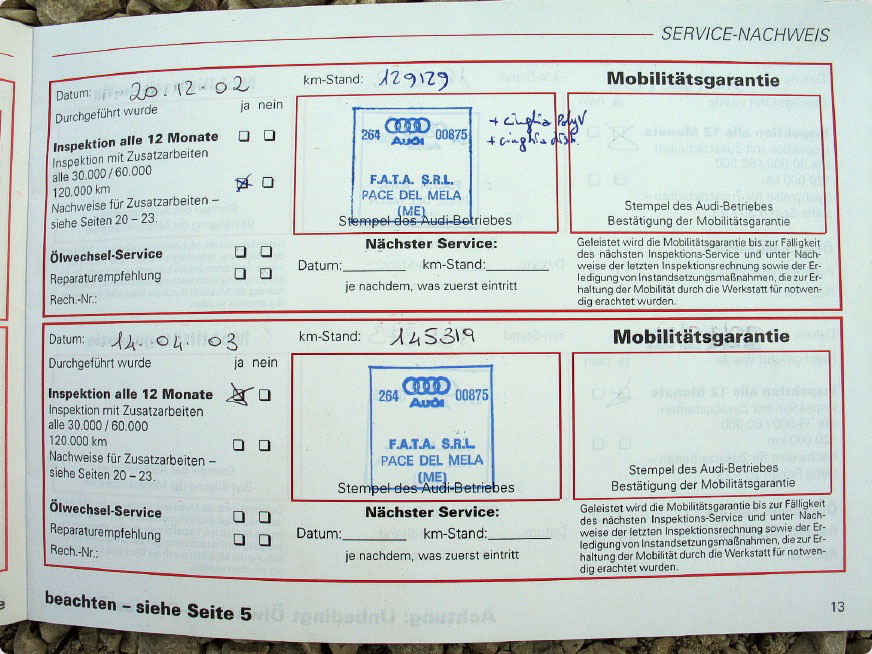 SERVICE-NACHWEIS
Datum: 20.12.02
Durchgeführt wurde ja nein
Inspektion alle 12 Monate
Inspektion mit Zusatzarbeiten
alle 30.000 / 60.000
120.000 km
Nachweise für Zusatzarbeiten –
siehe Seiten 20 – 23.
Ölwechsel-Service
Reparaturempfehlung
Rech.-Nr.:
km-Stand: 129129
264 Audi 00875
F.A.T.A. S.R.L.
PACE DEL MELA
(ME)
Stempel des Audi-Betriebes
+ cinghia Poly V
+ cinghia dist.
Nächster Service:
Datum: km-Stand:
je nachdem, was zuerst eintritt
Mobilitätsgarantie
Stempel des Audi-Betriebes
Bestätigung der Mobilitätsgarantie
Geleistet wird die Mobilitätsgarantie bis zur Fälligkeit
des nächsten Inspektions-Service und unter Nach-
weise der letzten Inspektionsrechnung sowie der Er-
ledigung von Instandsetzungsmaßnahmen, die zur Er-
haltung der Mobilität durch die Werkstatt für notwen-
dig erachtet wurden.
Datum: 14.04.03
Durchgeführt wurde ja nein
Inspektion alle 12 Monate
Inspektion mit Zusatzarbeiten
alle 30.000 / 60.000
120.000 km
Nachweise für Zusatzarbeiten –
siehe Seiten 20 – 23.
Ölwechsel-Service
Reparaturempfehlung
Rech.-Nr.:
km-Stand: 145319
264 Audi 00875
F.A.T.A. S.R.L.
PACE DEL MELA
(ME)
Stempel des Audi-Betriebes
Nächster Service:
Datum: km-Stand:
je nachdem, was zuerst eintritt
Mobilitätsgarantie
Stempel des Audi-Betriebes
Bestätigung der Mobilitätsgarantie
Geleistet wird die Mobilitätsgarantie bis zur Fälligkeit
des nächsten Inspektions-Service und unter Nach-
weise der letzten Inspektionsrechnung sowie der Er-
ledigung von Instandsetzungsmaßnahmen, die zur Er-
haltung der Mobilität durch die Werkstatt für notwen-
dig erachtet wurden.
beachten – siehe Seite 5
13